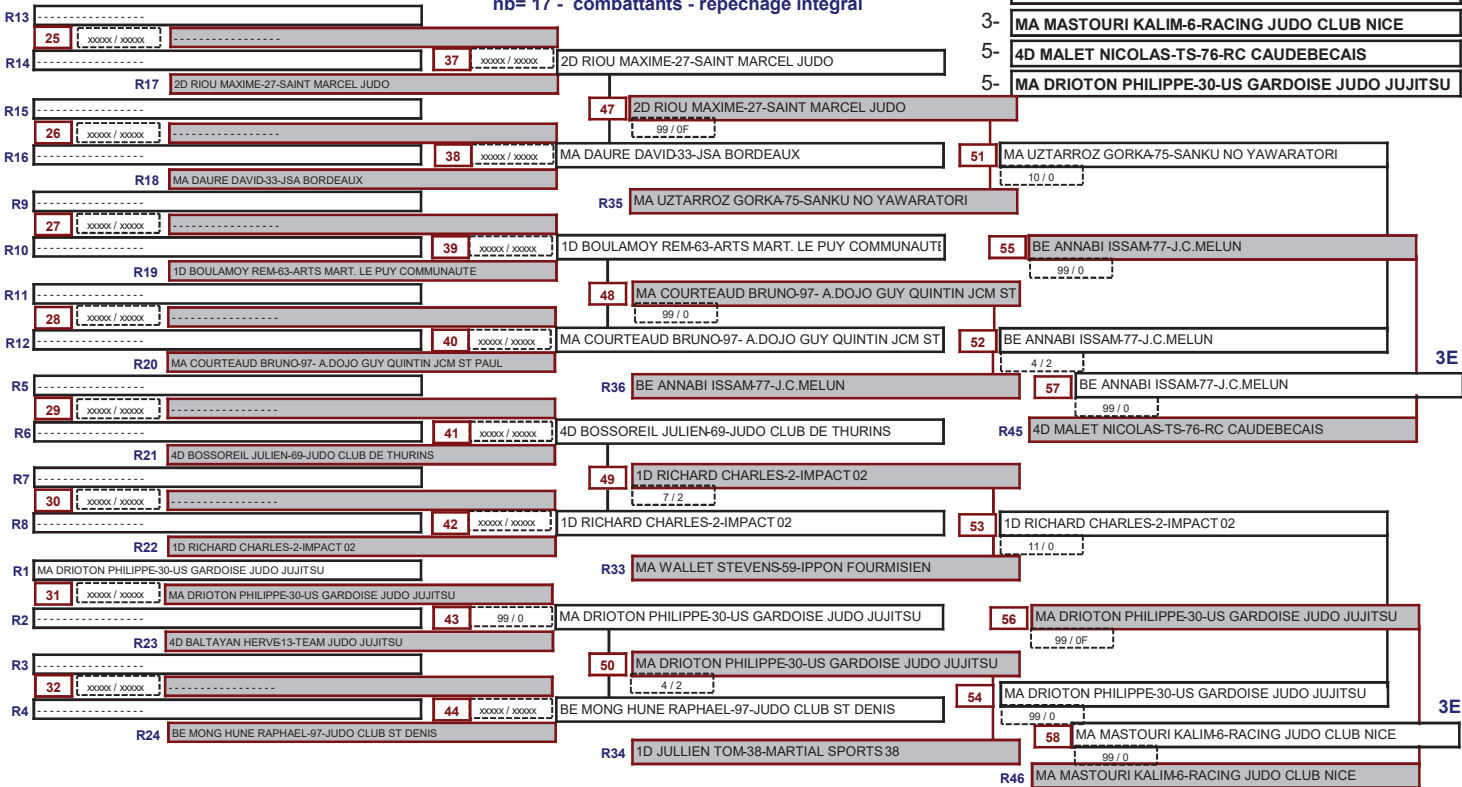 nb= 17 - combattants - repechage integral
3- MA MASTOURI KALIM-6-RACING JUDO CLUB NICE
5- 4D MALET NICOLAS-TS-76-RC CAUDEBECAIS
5- MA DRIOTON PHILIPPE-30-US GARDOISE JUDO JUJITSU
R13 ----------------
25 xxxxx / xxxxx ----------------
R14 ----------------
37 xxxxx / xxxxx 2D RIOU MAXIME-27-SAINT MARCEL JUDO
R17 2D RIOU MAXIME-27-SAINT MARCEL JUDO
R15 ----------------
47 2D RIOU MAXIME-27-SAINT MARCEL JUDO
26 xxxxx / xxxxx ----------------
99 / 0F
R16 ----------------
38 xxxxx / xxxxx MA DAURE DAVID-33-JSA BORDEAUX
51 MA UZTARROZ GORKA-75-SANKU NO YAWARATORI
10 / 0
R18 MA DAURE DAVID-33-JSA BORDEAUX
R9 ----------------
R35 MA UZTARROZ GORKA-75-SANKU NO YAWARATORI
27 xxxxx / xxxxx ----------------
R10 ----------------
39 xxxxx / xxxxx 1D BOULAMOY REM-63-ARTS MART. LE PUY COMMUNAUTE
55 BE ANNABI ISSAM-77-J.C.MELUN
99 / 0
R19 1D BOULAMOY REM-63-ARTS MART. LE PUY COMMUNAUTE
R11 ----------------
48 MA COURTEAUD BRUNO-97- A.DOJO GUY QUINTIN JCM ST
99 / 0
28 xxxxx / xxxxx ----------------
R12 ----------------
40 xxxxx / xxxxx MA COURTEAUD BRUNO-97- A.DOJO GUY QUINTIN JCM ST
52 BE ANNABI ISSAM-77-J.C.MELUN
4 / 2
3E
R20 MA COURTEAUD BRUNO-97- A.DOJO GUY QUINTIN JCM ST PAUL
R5 ----------------
R36 BE ANNABI ISSAM-77-J.C.MELUN
57 BE ANNABI ISSAM-77-J.C.MELUN
99 / 0
29 xxxxx / xxxxx ----------------
R6 ----------------
41 xxxxx / xxxxx 4D BOSSOREIL JULIEN-69-JUDO CLUB DE THURINS
R45 4D MALET NICOLAS-TS-76-RC CAUDEBECAIS
R21 4D BOSSOREIL JULIEN-69-JUDO CLUB DE THURINS
R7 ----------------
49 1D RICHARD CHARLES-2-IMPACT 02
7 / 2
30 xxxxx / xxxxx ----------------
R8 ----------------
42 xxxxx / xxxxx 1D RICHARD CHARLES-2-IMPACT 02
53 1D RICHARD CHARLES-2-IMPACT 02
11 / 0
R22 1D RICHARD CHARLES-2-IMPACT 02
R1 MA DRIOTON PHILIPPE-30-US GARDOISE JUDO JUJITSU
R33 MA WALLET STEVENS-59-IPPON FOURMISIEN
31 xxxxx / xxxxx MA DRIOTON PHILIPPE-30-US GARDOISE JUDO JUJITSU
R2 ----------------
43 99 / 0 MA DRIOTON PHILIPPE-30-US GARDOISE JUDO JUJITSU
56 MA DRIOTON PHILIPPE-30-US GARDOISE JUDO JUJITSU
99 / 0F
R23 4D BALTAYAN HERVE-13-TEAM JUDO JUJITSU
R3 ----------------
50 MA DRIOTON PHILIPPE-30-US GARDOISE JUDO JUJITSU
4 / 2
32 xxxxx / xxxxx ----------------
54 MA DRIOTON PHILIPPE-30-US GARDOISE JUDO JUJITSU
99 / 0
R4 ----------------
44 xxxxx / xxxxx BE MONG HUNE RAPHAEL-97-JUDO CLUB ST DENIS
3E
R24 BE MONG HUNE RAPHAEL-97-JUDO CLUB ST DENIS
58 MA MASTOURI KALIM-6-RACING JUDO CLUB NICE
99 / 0
R34 1D JULLIEN TOM-38-MARTIAL SPORTS 38
R46 MA MASTOURI KALIM-6-RACING JUDO CLUB NICE